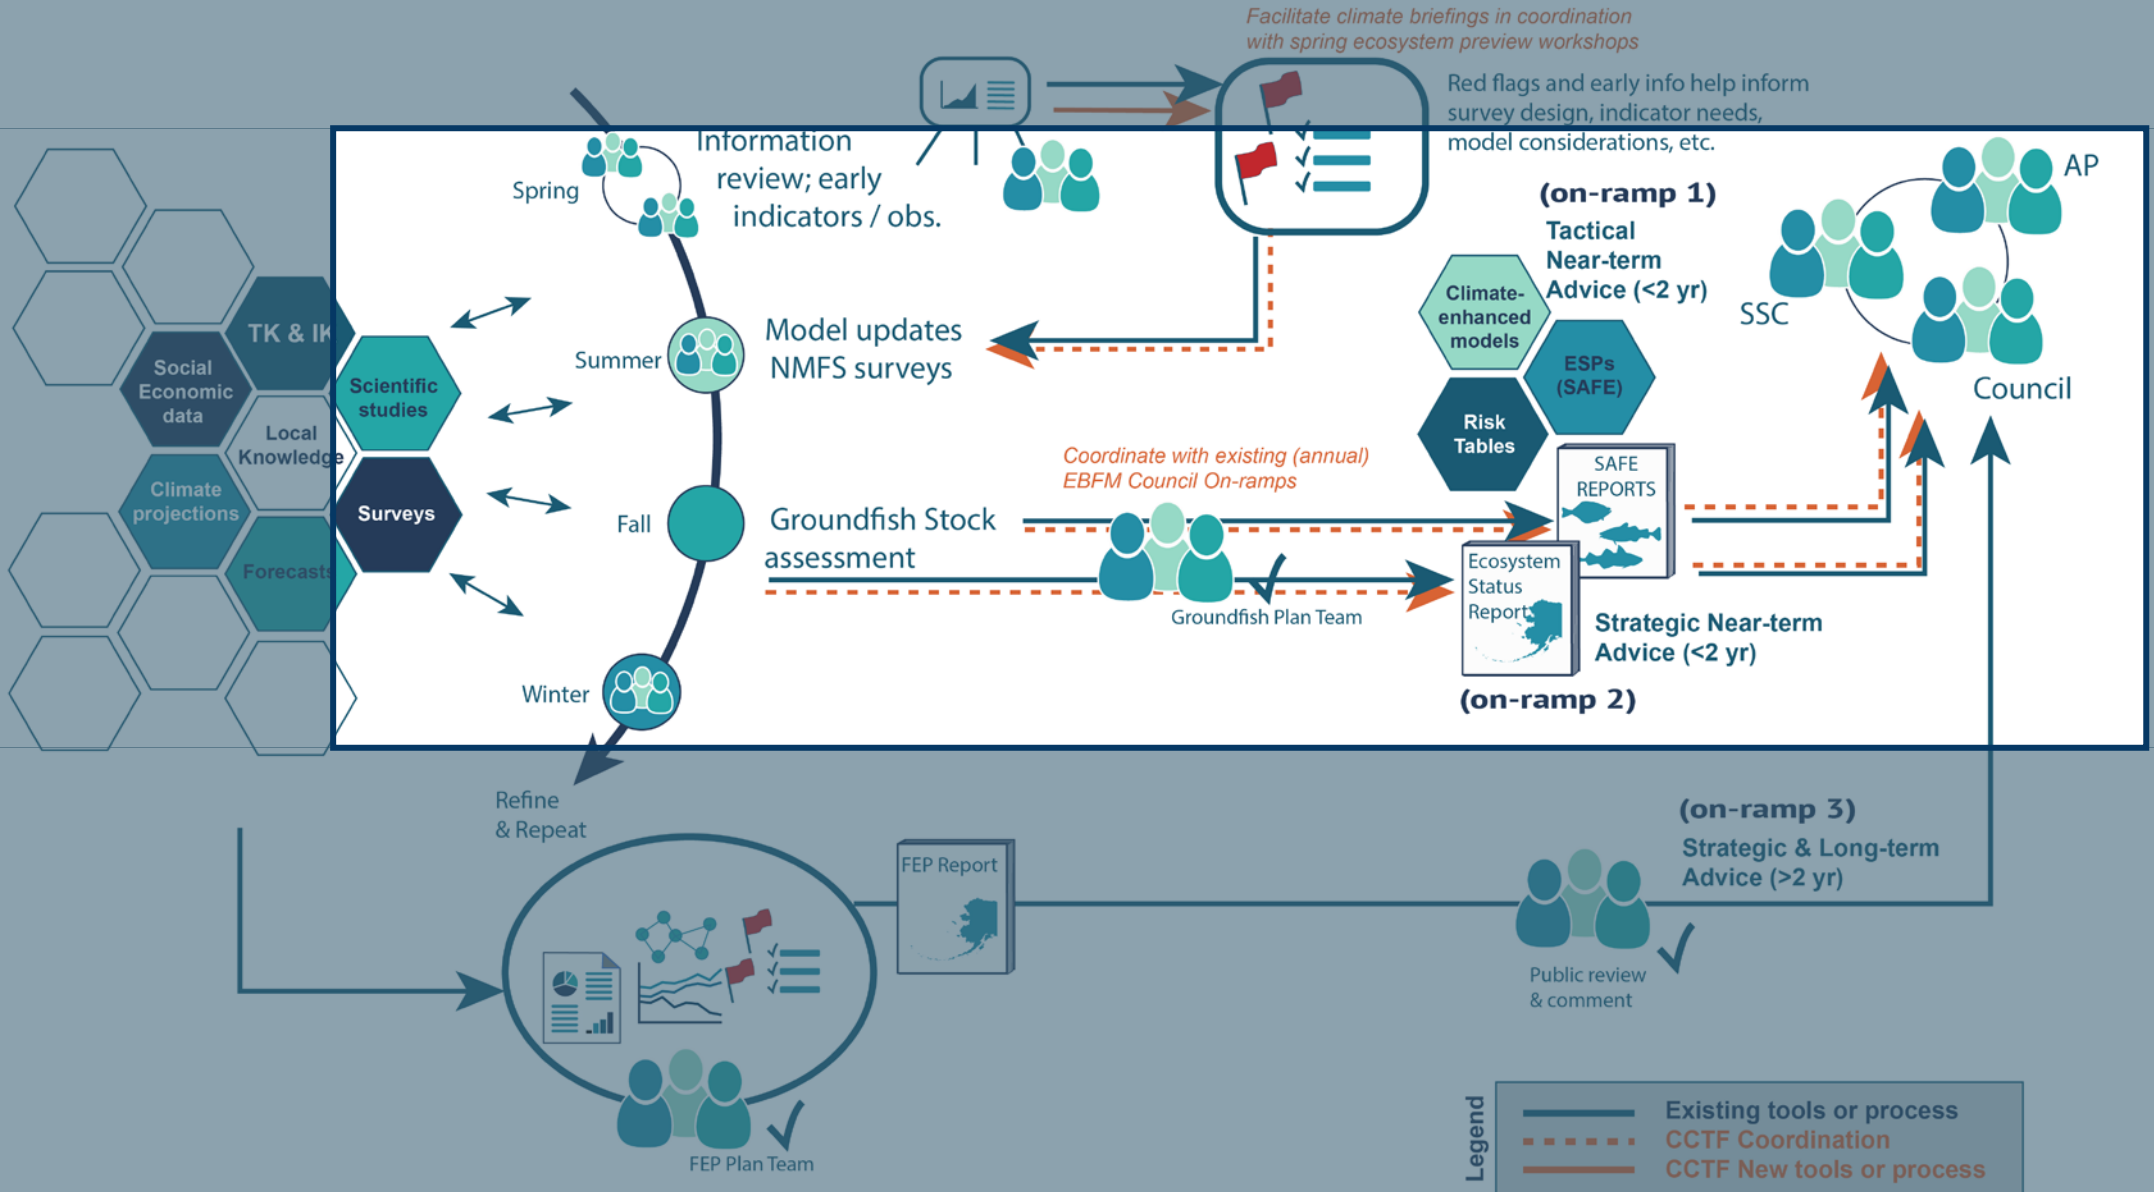 Facilitate climate briefings in coordination
with spring ecosystem preview workshops
Red flags and early info help inform
survey design, indicator needs,
model considerations, etc.
Information
review; early
indicators / obs.
Spring
(on-ramp 1)
Tactical
Near-term
Advice (<2 yr)
AP
SSC
Council
Climate-
enhanced
models
ESPs
(SAFE)
Risk
Tables
TK & IK
Social
Economic
data
Scientific
studies
Local
Knowledge
Climate
projections
Surveys
Forecasts
Summer
Model updates
NMFS surveys
Coordinate with existing (annual)
EBFM Council On-ramps
Fall
Groundfish Stock
assessment
Groundfish Plan Team
SAFE
REPORTS
Ecosystem
Status
Report
Strategic Near-term
Advice (<2 yr)
(on-ramp 2)
Winter
Refine
& Repeat
FEP Report
(on-ramp 3)
Strategic & Long-term
Advice (>2 yr)
Public review
& comment
FEP Plan Team
Legend
Existing tools or process
CCTF Coordination
CCTF New tools or process